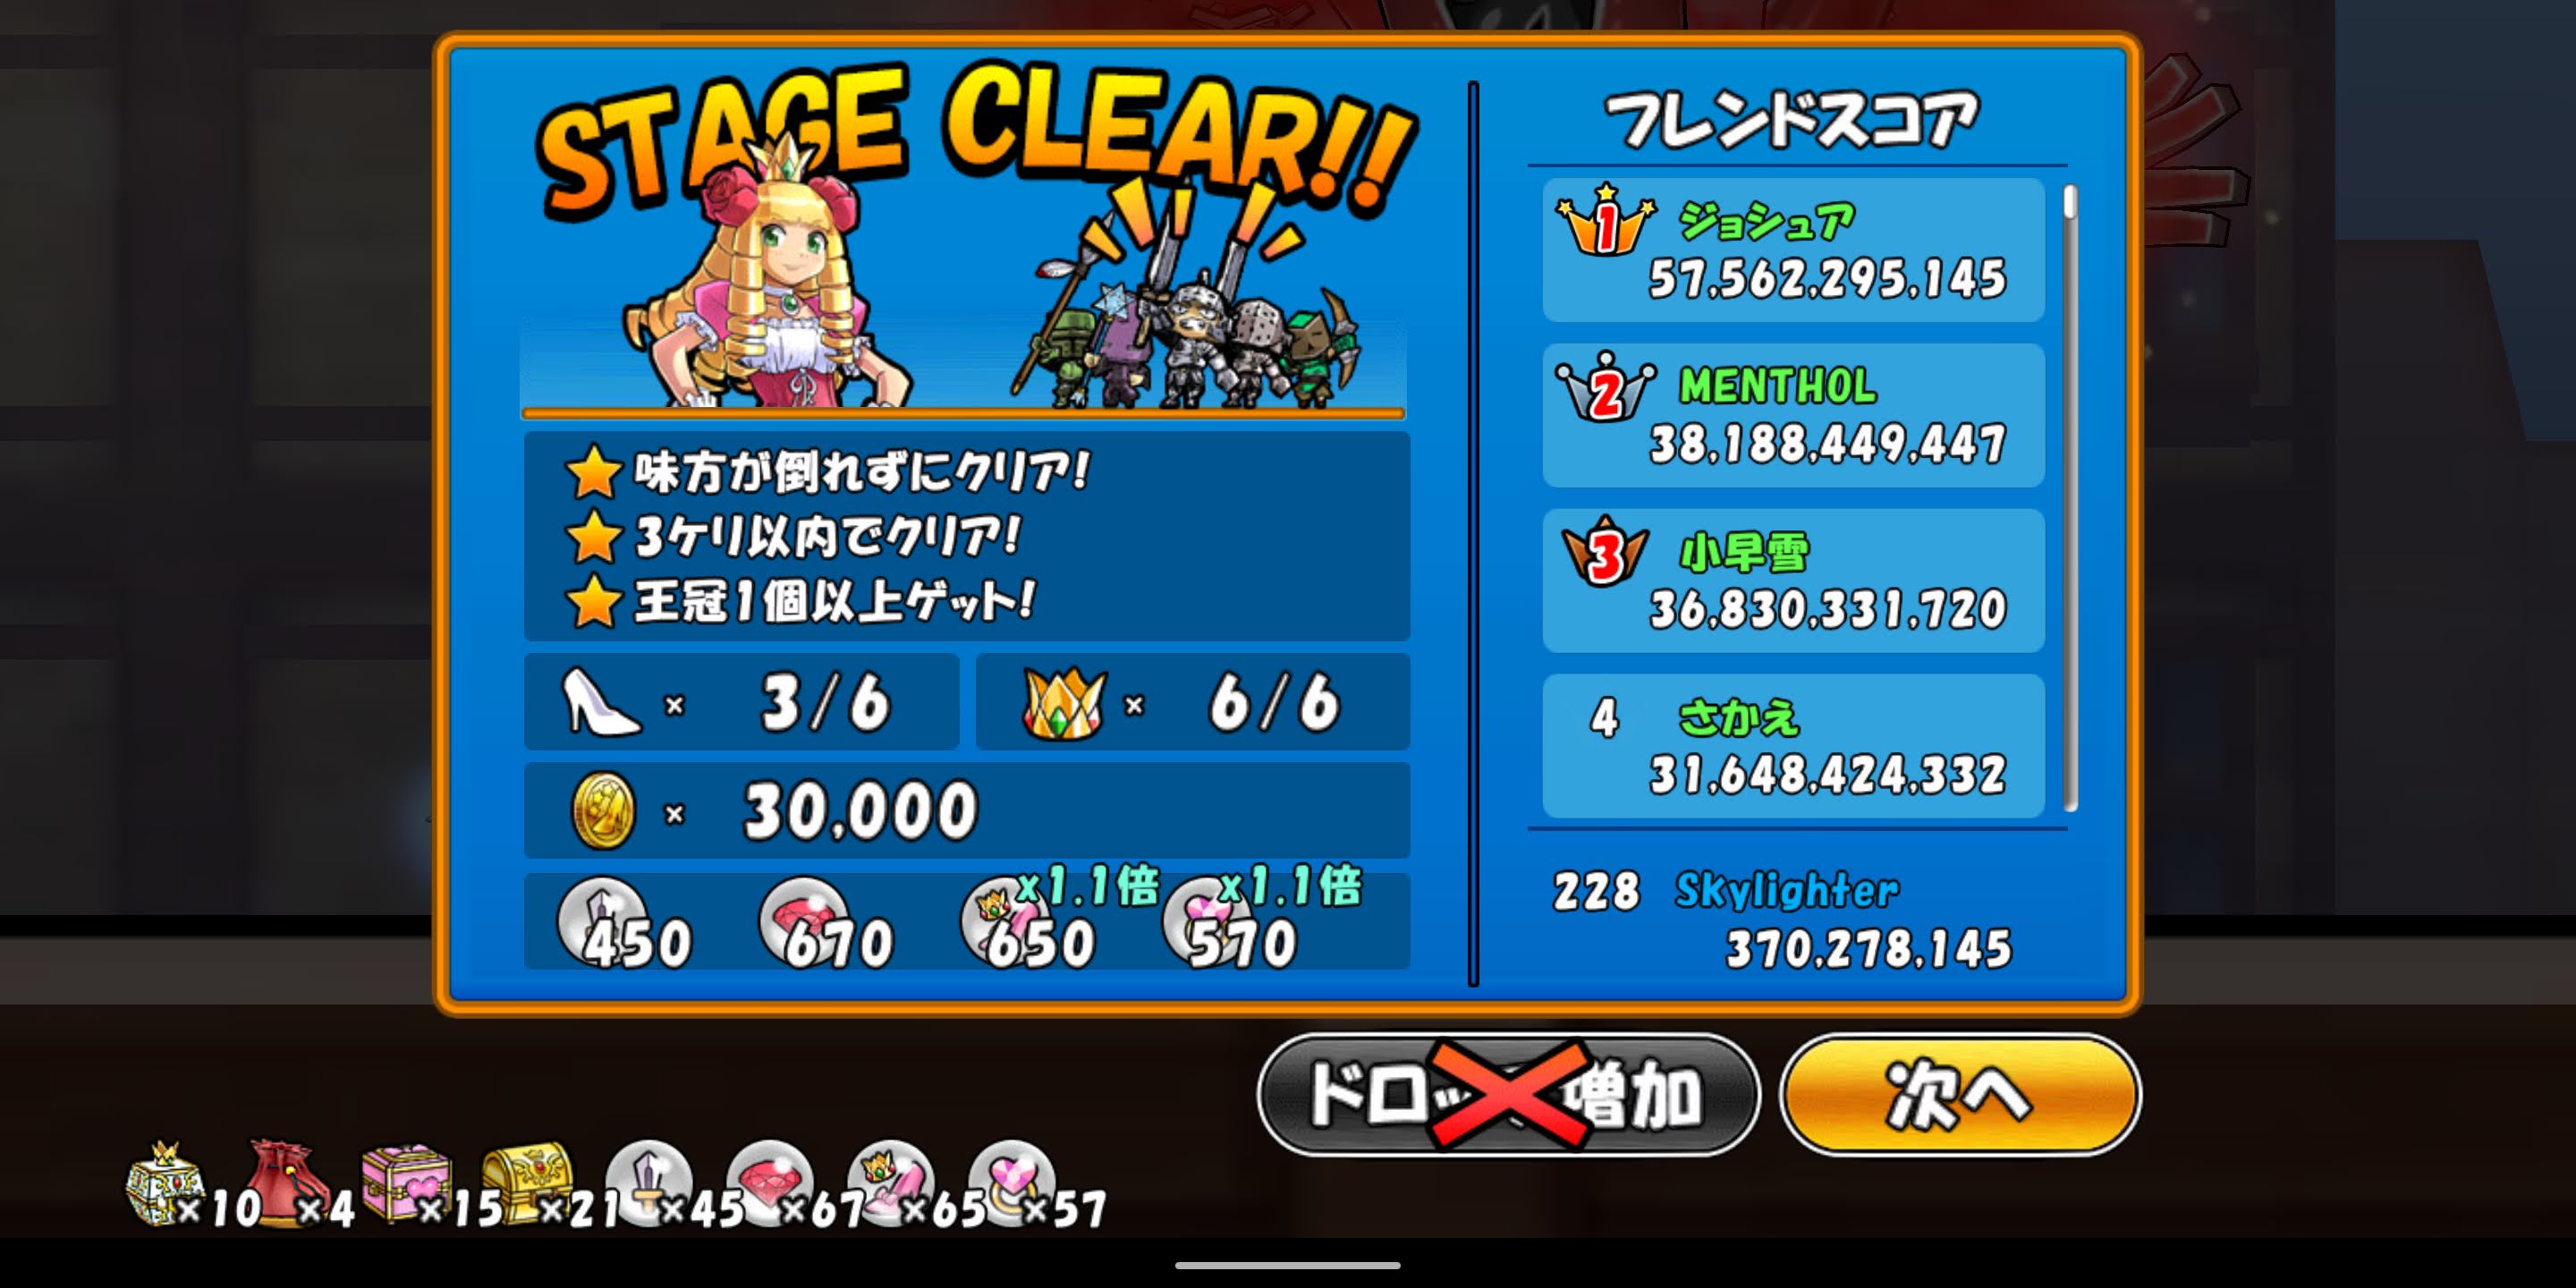 STAGE CLEAR!!
味方が倒れずにクリア!
3ケリ以内でクリア!
王冠1個以上ゲット!
× 3/6
× 6/6
× 30,000
450
670
x1.1倍
650
x1.1倍
570
フレンドスコア
1 ジョシュア
57,562,295,145
2 MENTHOL
38,188,449,447
3 小早雪
36,830,331,720
4 さかえ
31,648,424,332
228 Skylighter
370,278,145
ドロッ 増加
次へ
×10 ×4 ×15 ×21 ×45 ×67 ×65 ×57